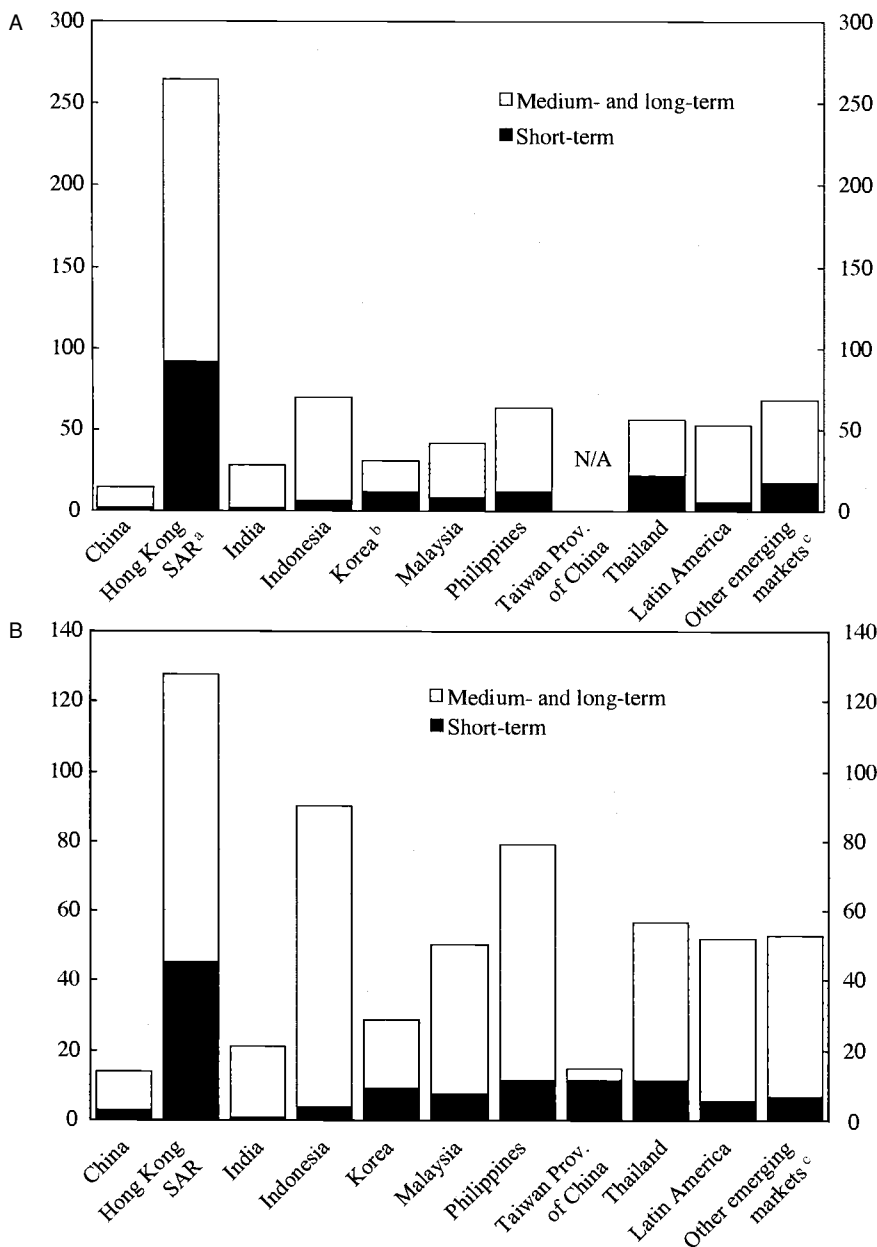 A
300
250
200
150
100
50
0
300
250
200
150
100
50
0
Medium- and long-term
Short-term
N/A
China
Hong Kong
SAR a
India
Indonesia
Korea b
Malaysia
Philippines
Taiwan Prov.
of China
Thailand
Latin America
Other emerging
markets c
B
140
120
100
80
60
40
20
0
140
120
100
80
60
40
20
0
Medium- and long-term
Short-term
China
Hong Kong
SAR
India
Indonesia
Korea
Malaysia
Philippines
Taiwan Prov.
of China
Thailand
Latin America
Other emerging
markets c